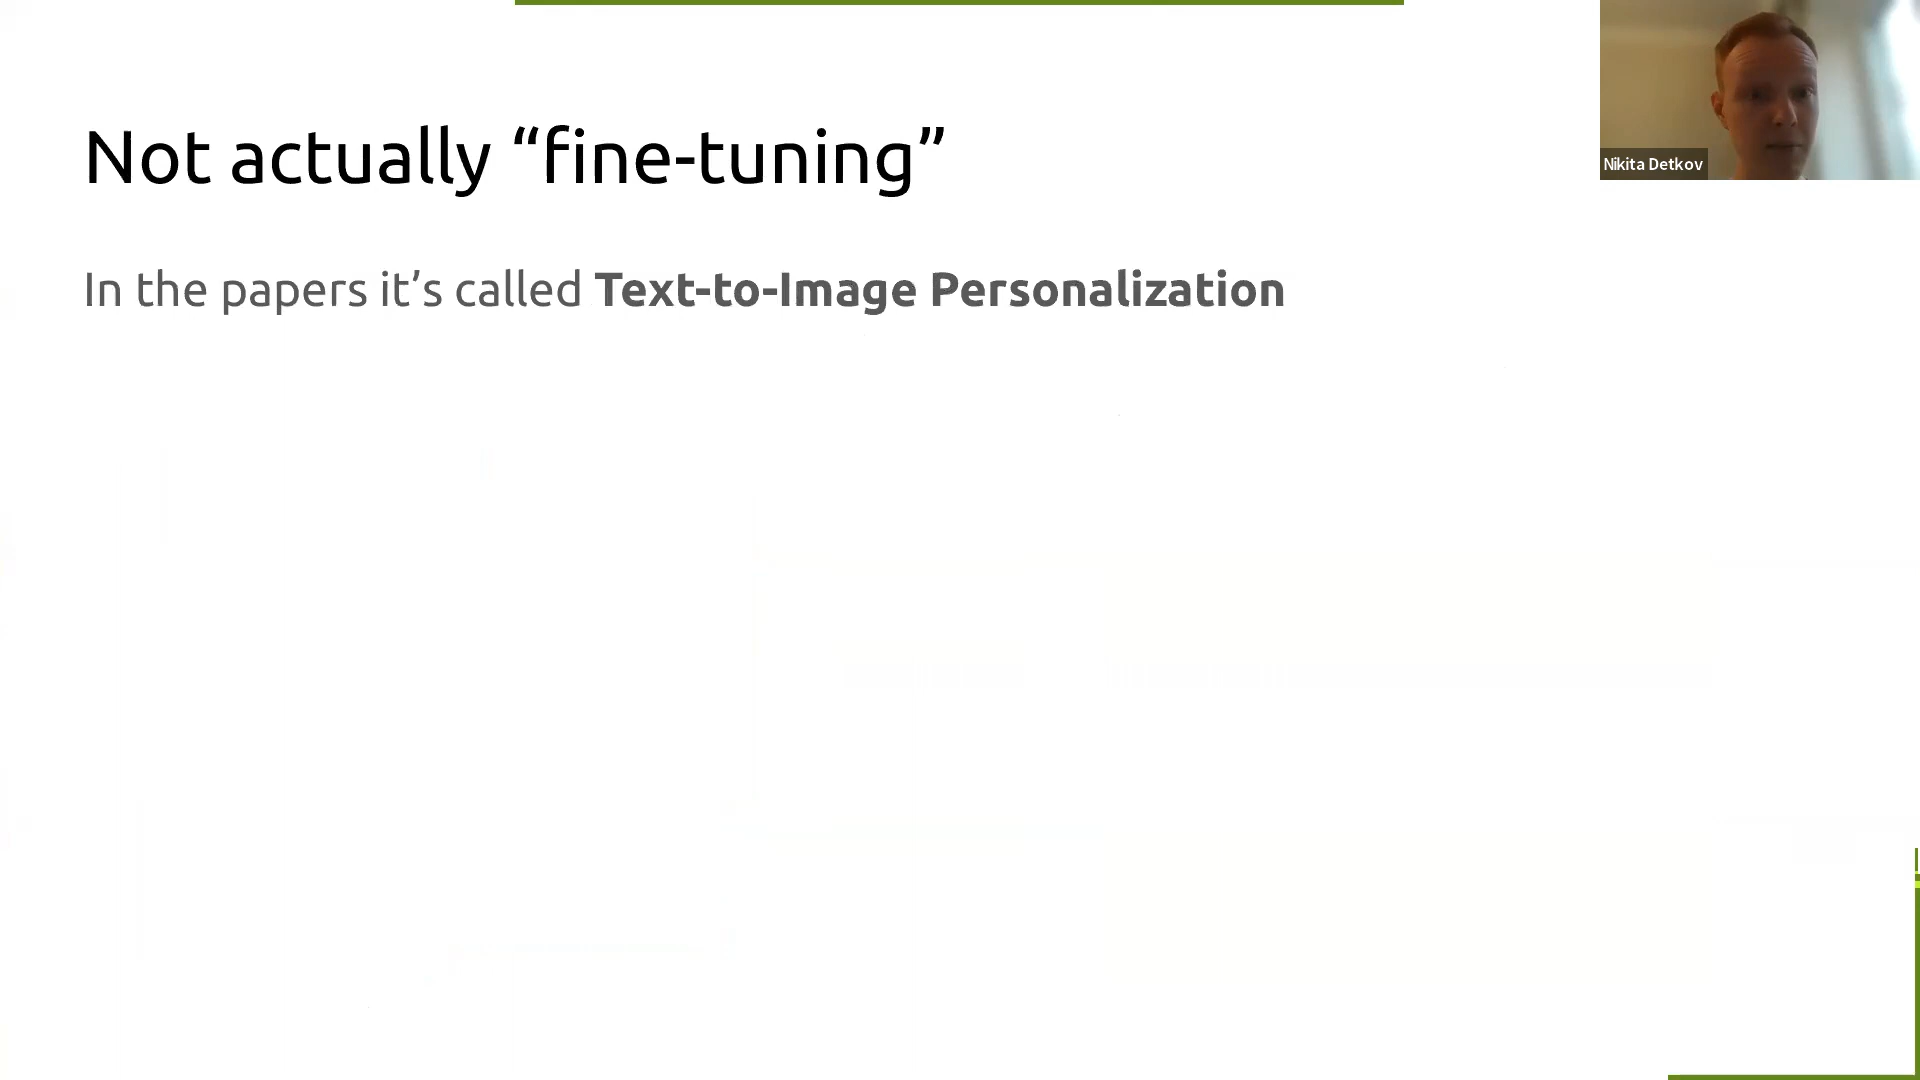 Not actually “fine-tuning”
In the papers it’s called Text-to-Image Personalization
Nikita Detkov